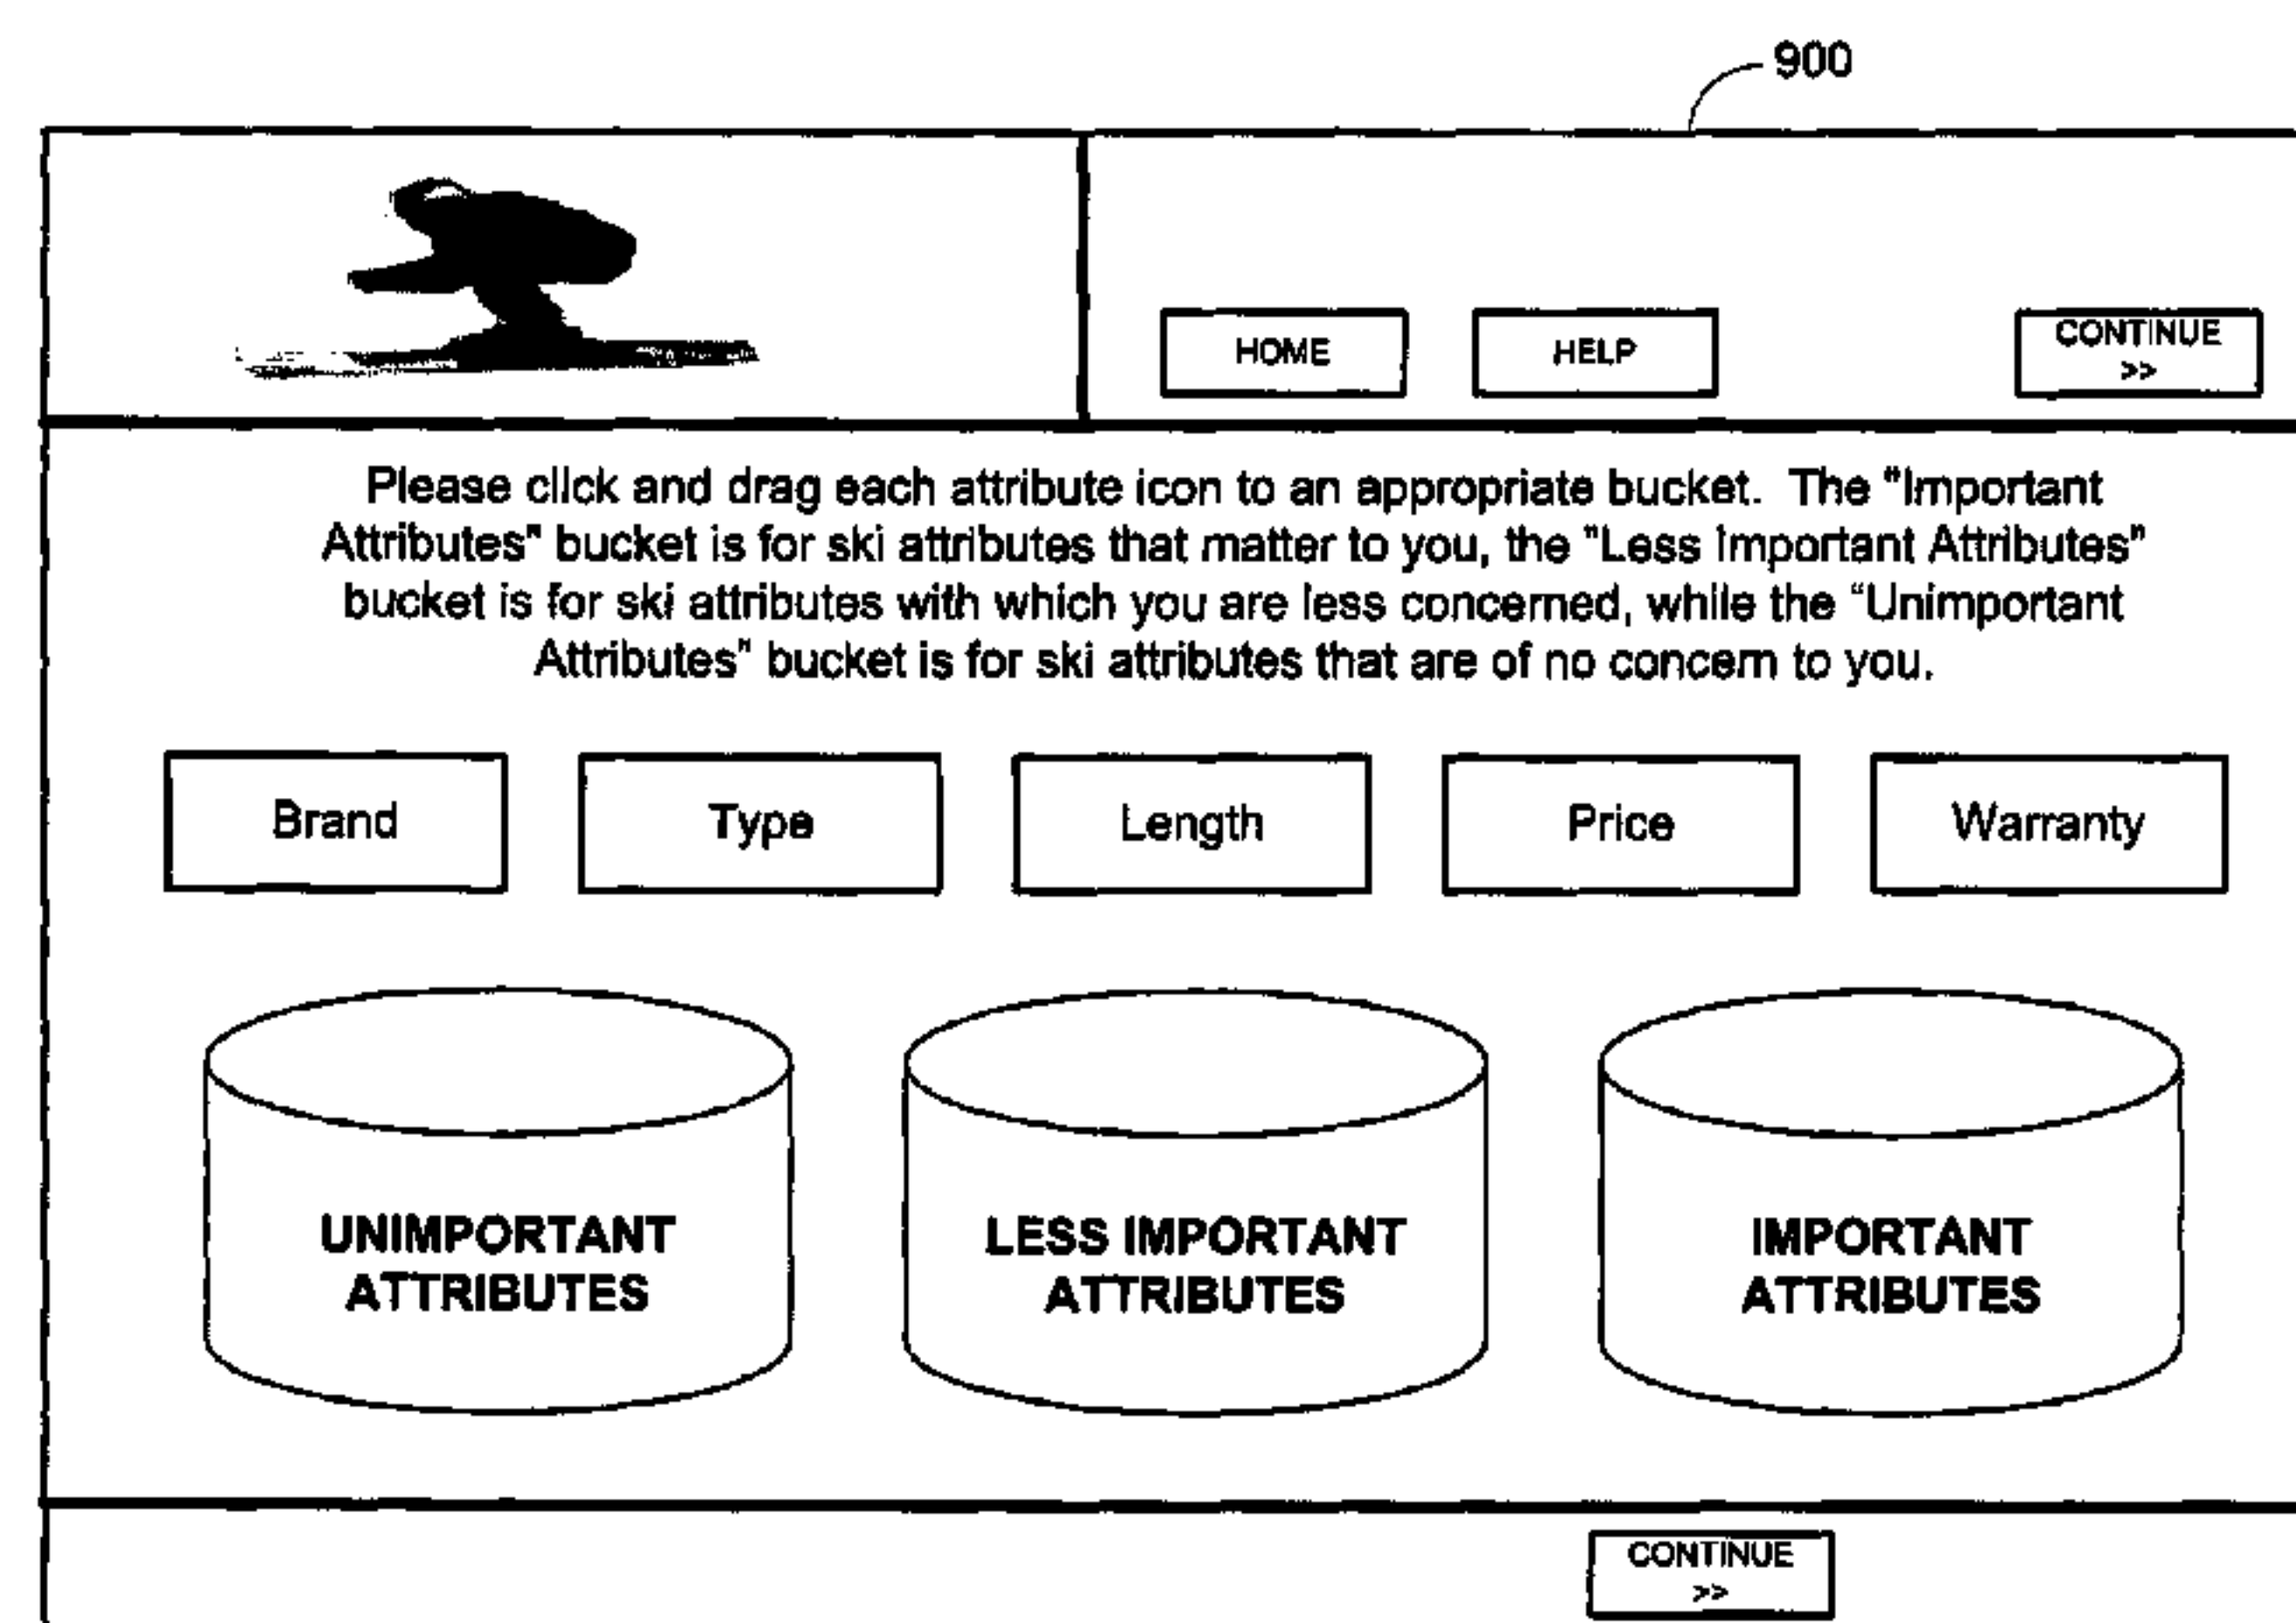 900
HOME HELP CONTINUE
>>
Please click and drag each attribute icon to an appropriate bucket. The "Important
Attributes" bucket is for ski attributes that matter to you, the "Less Important Attributes"
bucket is for ski attributes with which you are less concerned, while the "Unimportant
Attributes" bucket is for ski attributes that are of no concern to you.
Brand Type Length Price Warranty
UNIMPORTANT LESS IMPORTANT IMPORTANT
ATTRIBUTES ATTRIBUTES ATTRIBUTES
CONTINUE
>>